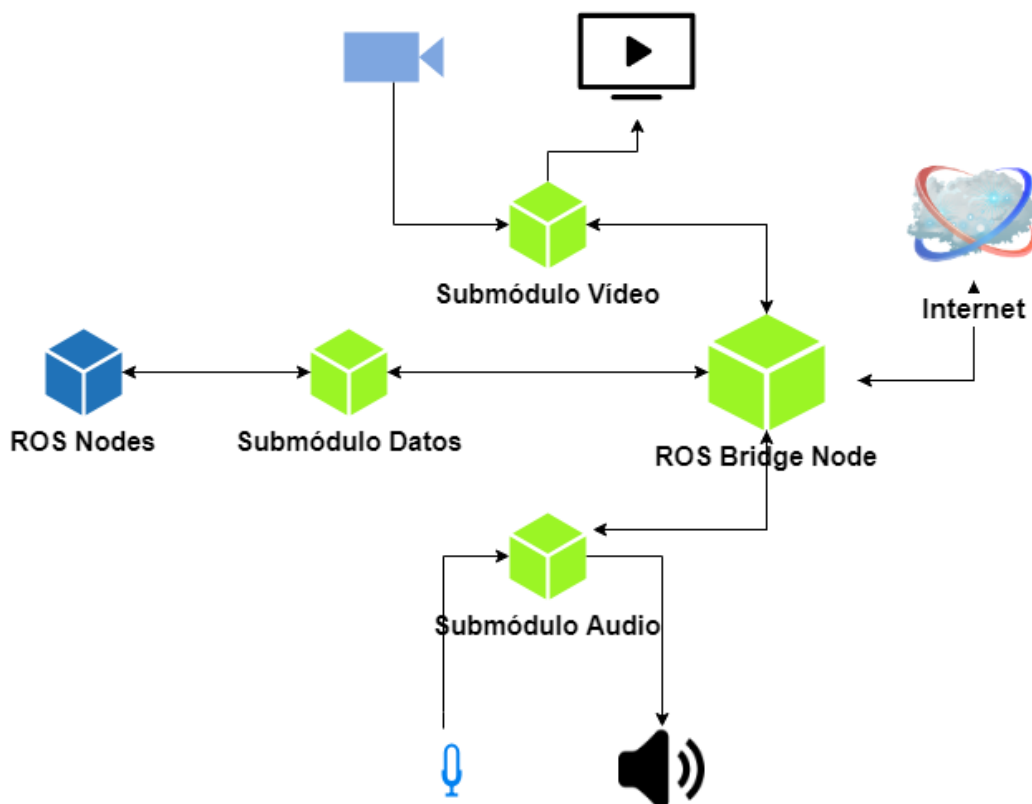 Submódulo Vídeo
Internet
ROS Nodes
Submódulo Datos
ROS Bridge Node
Submódulo Audio